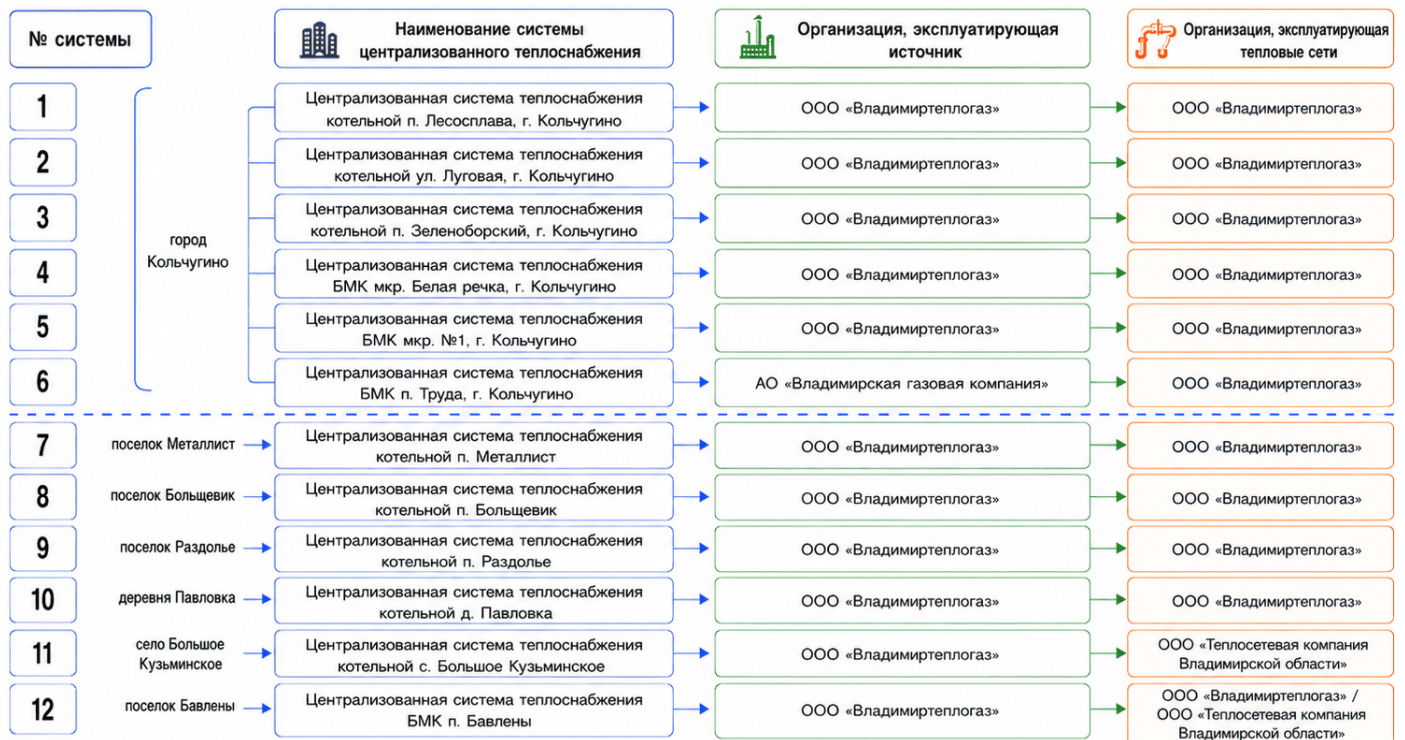 № системы
Наименование системы
централизованного теплоснабжения
Организация, эксплуатирующая
источник
Организация, эксплуатирующая
тепловые сети
город
Кольчугино
1
Централизованная система теплоснабжения
котельной п. Лесосплава, г. Кольчугино
ООО «Владимиртеплогаз»
ООО «Владимиртеплогаз»
2
Централизованная система теплоснабжения
котельной ул. Луговая, г. Кольчугино
ООО «Владимиртеплогаз»
ООО «Владимиртеплогаз»
3
Централизованная система теплоснабжения
котельной п. Зеленоборский, г. Кольчугино
ООО «Владимиртеплогаз»
ООО «Владимиртеплогаз»
4
Централизованная система теплоснабжения
БМК мкр. Белая речка, г. Кольчугино
ООО «Владимиртеплогаз»
ООО «Владимиртеплогаз»
5
Централизованная система теплоснабжения
БМК мкр. №1, г. Кольчугино
ООО «Владимиртеплогаз»
ООО «Владимиртеплогаз»
6
Централизованная система теплоснабжения
БМК п. Труда, г. Кольчугино
АО «Владимирская газовая компания»
ООО «Владимиртеплогаз»
7
поселок Металлист
Централизованная система теплоснабжения
котельной п. Металлист
ООО «Владимиртеплогаз»
ООО «Владимиртеплогаз»
8
поселок Больщевик
Централизованная система теплоснабжения
котельной п. Больщевик
ООО «Владимиртеплогаз»
ООО «Владимиртеплогаз»
9
поселок Раздолье
Централизованная система теплоснабжения
котельной п. Раздолье
ООО «Владимиртеплогаз»
ООО «Владимиртеплогаз»
10
деревня Павловка
Централизованная система теплоснабжения
котельной д. Павловка
ООО «Владимиртеплогаз»
ООО «Владимиртеплогаз»
11
село Большое
Кузьминское
Централизованная система теплоснабжения
котельной с. Большое Кузьминское
ООО «Владимиртеплогаз»
ООО «Теплосетевая компания
Владимирской области»
12
поселок Бавлены
Централизованная система теплоснабжения
БМК п. Бавлены
ООО «Владимиртеплогаз»
ООО «Владимиртеплогаз» /
ООО «Теплосетевая компания
Владимирской области»